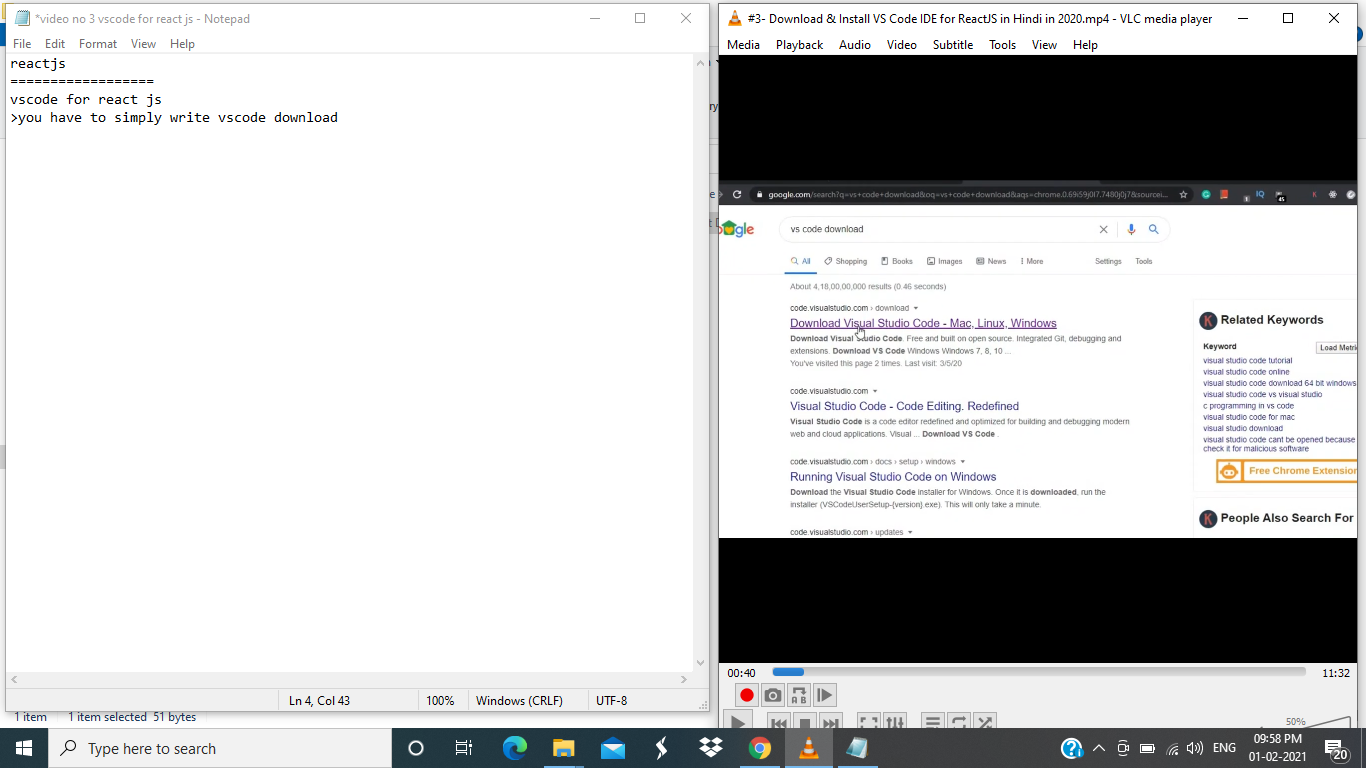 *video no 3 vscode for react js - Notepad
File Edit Format View Help
reactjs
==================
vscode for react js
>you have to simply write vscode download
Ln 4, Col 43 100% Windows (CRLF) UTF-8
1 item 1 item selected 51 bytes
#3- Download & Install VS Code IDE for ReactJS in Hindi in 2020.mp4 - VLC media player
Media Playback Audio Video Subtitle Tools View Help
google.com/search?q=vs+code+download&oq=vs+code+download&aqs=chrome.0.69i59j0l7.7480j0j7&sourcei...
vs code download
All Shopping Books Images News More Settings Tools
About 4,18,00,00,000 results (0.46 seconds)
code.visualstudio.com › download
Download Visual Studio Code - Mac, Linux, Windows
Download Visual Studio Code. Free and built on open source. Integrated Git, debugging and
extensions. Download VS Code Windows Windows 7, 8, 10 ...
You've visited this page 2 times. Last visit: 3/5/20
code.visualstudio.com
Visual Studio Code - Code Editing. Redefined
Visual Studio Code is a code editor redefined and optimized for building and debugging modern
web and cloud applications. Visual ... Download VS Code .
code.visualstudio.com › docs › setup › windows
Running Visual Studio Code on Windows
Download the Visual Studio Code installer for Windows. Once it is downloaded, run the
installer (VSCodeUserSetup-{version}.exe). This will only take a minute.
code.visualstudio.com › updates
Related Keywords
Keyword Load Metri
visual studio code tutorial
visual studio code online
visual studio code download 64 bit windows
visual studio code vs visual studio
c programming in vs code
visual studio code for mac
visual studio download
visual studio code cant be opened because
check it for malicious software
Free Chrome Extension
People Also Search For
00:40 11:32
50%
Type here to search
ENG
09:58 PM
01-02-2021
20